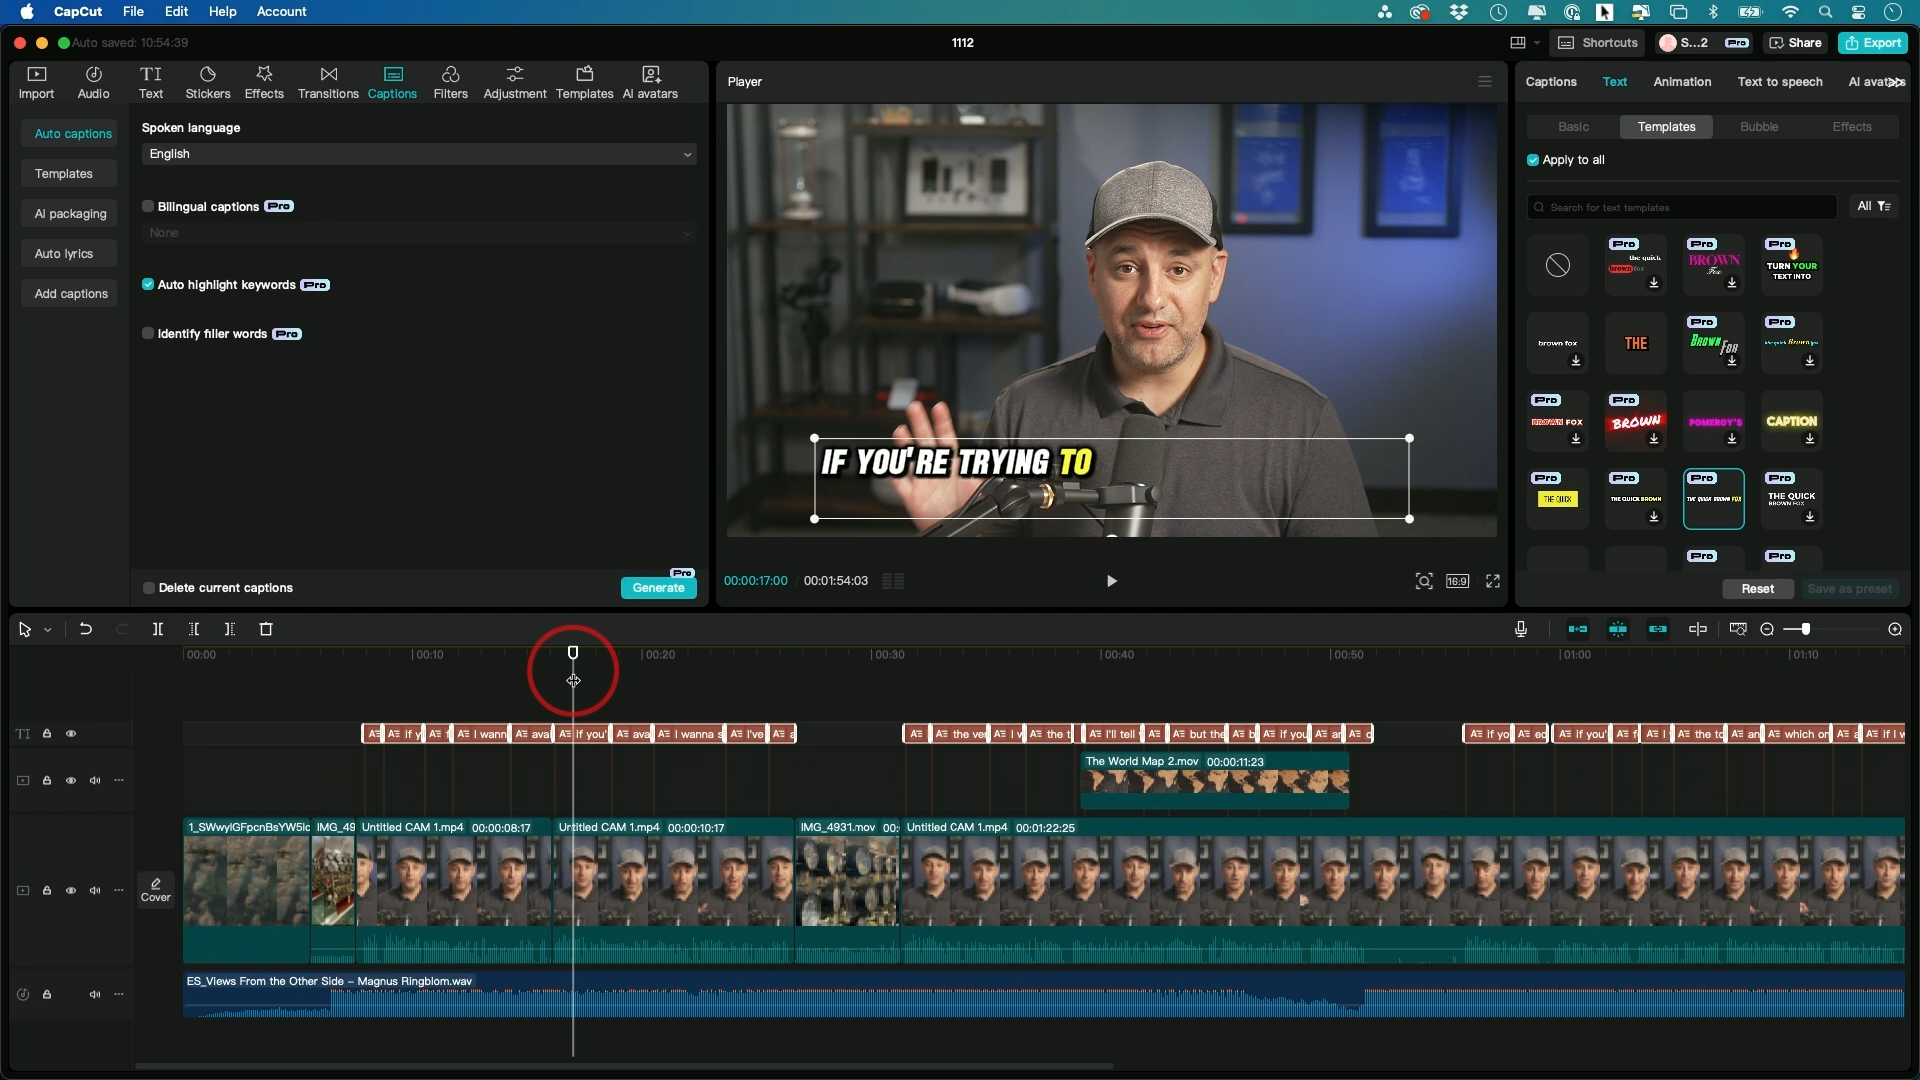 CapCut File Edit Help Account
Auto saved: 10:54:39
1112
Shortcuts
S...2 Pro
Share
Export
Import Audio Text Stickers Effects Transitions Captions Filters Adjustment Templates AI avatars
Auto captions
Templates
AI packaging
Auto lyrics
Add captions
Spoken language
English
Bilingual captions Pro
None
Auto highlight keywords Pro
Identify filler words Pro
Delete current captions
Pro
Generate
Player
IF YOU'RE TRYING TO
00:00:17:00 00:01:54:03
16:9
Captions Text Animation Text to speech AI avatars
Basic Templates Bubble Effects
Apply to all
Search for text templates
All
Pro the quick brown fox
Pro BROWN Fox
Pro TURN YOUR TEXT INTO
brown fox
THE
Pro BROWN FOX
Pro the quick Brown fox
Pro BROWN FOX
Pro BROWN
POMEROY'S
CAPTION
Pro THE QUICK
Pro THE QUICK BROWN
Pro THE QUICK BROWN FOX
Pro THE QUICK BROWN FOX
Pro Pro
Reset
Save as preset
00:00 00:10 00:20 00:30 00:40 00:50 01:00 01:10
TI
if y I wann ava if you' ava I wanna s I've a the ve I w the t I'll tell but the b if you ar c if yo ec if you' f I the to an which or a if I w
The World Map 2.mov 00:00:11:23
Cover
1_SWwylGFpcnBsYW5lc IMG_49 Untitled CAM 1.mp4 00:00:08:17 Untitled CAM 1.mp4 00:00:10:17 IMG_4931.mov 00: Untitled CAM 1.mp4 00:01:22:25
ES_Views From the Other Side – Magnus Ringblom.wav